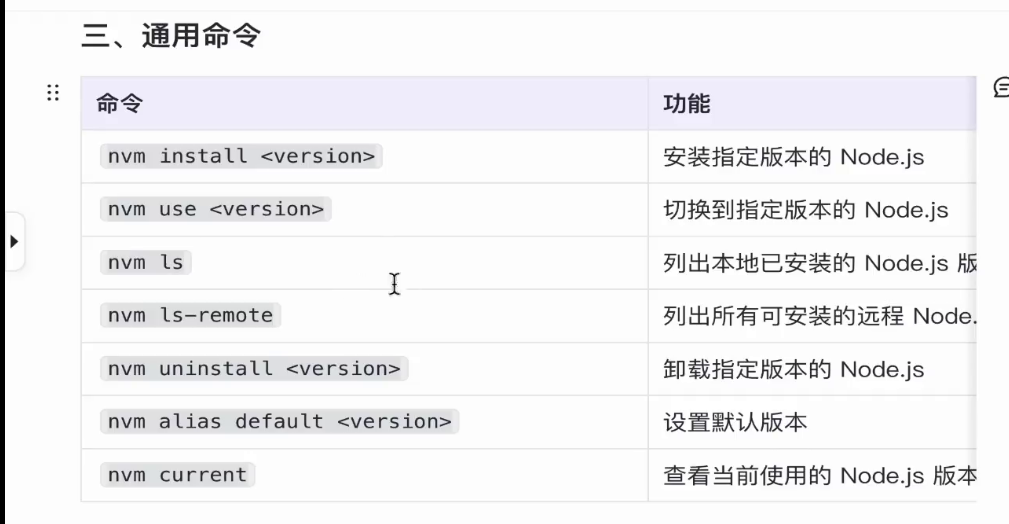 三、通用命令
命令 功能
nvm install <version> 安装指定版本的 Node.js
nvm use <version> 切换到指定版本的 Node.js
nvm ls 列出本地已安装的 Node.js 版
nvm ls-remote 列出所有可安装的远程 Node.
nvm uninstall <version> 卸载指定版本的 Node.js
nvm alias default <version> 设置默认版本
nvm current 查看当前使用的 Node.js 版本